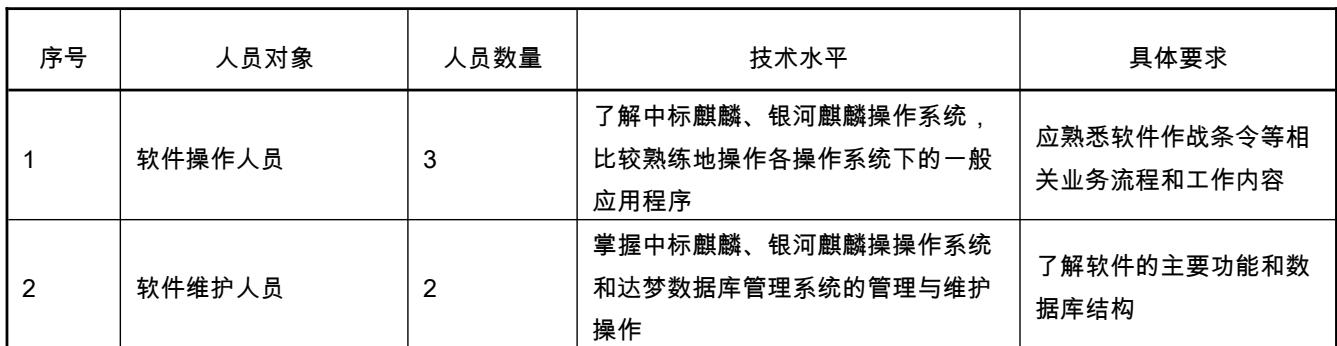 序号 人员对象 人员数量 技术水平 具体要求
1 软件操作人员 3 了解中标麒麟、银河麒麟操作系统，
相比较熟练地操作各操作系统下的一般
应用程序
应熟悉软件作战条令等相
关业务流程和工作内容
2 软件维护人员 2 掌握中标麒麟、银河麒麟操操作系统
和达梦数据库管理系统的管理与维护
操作
了解软件的主要功能和数
据库结构